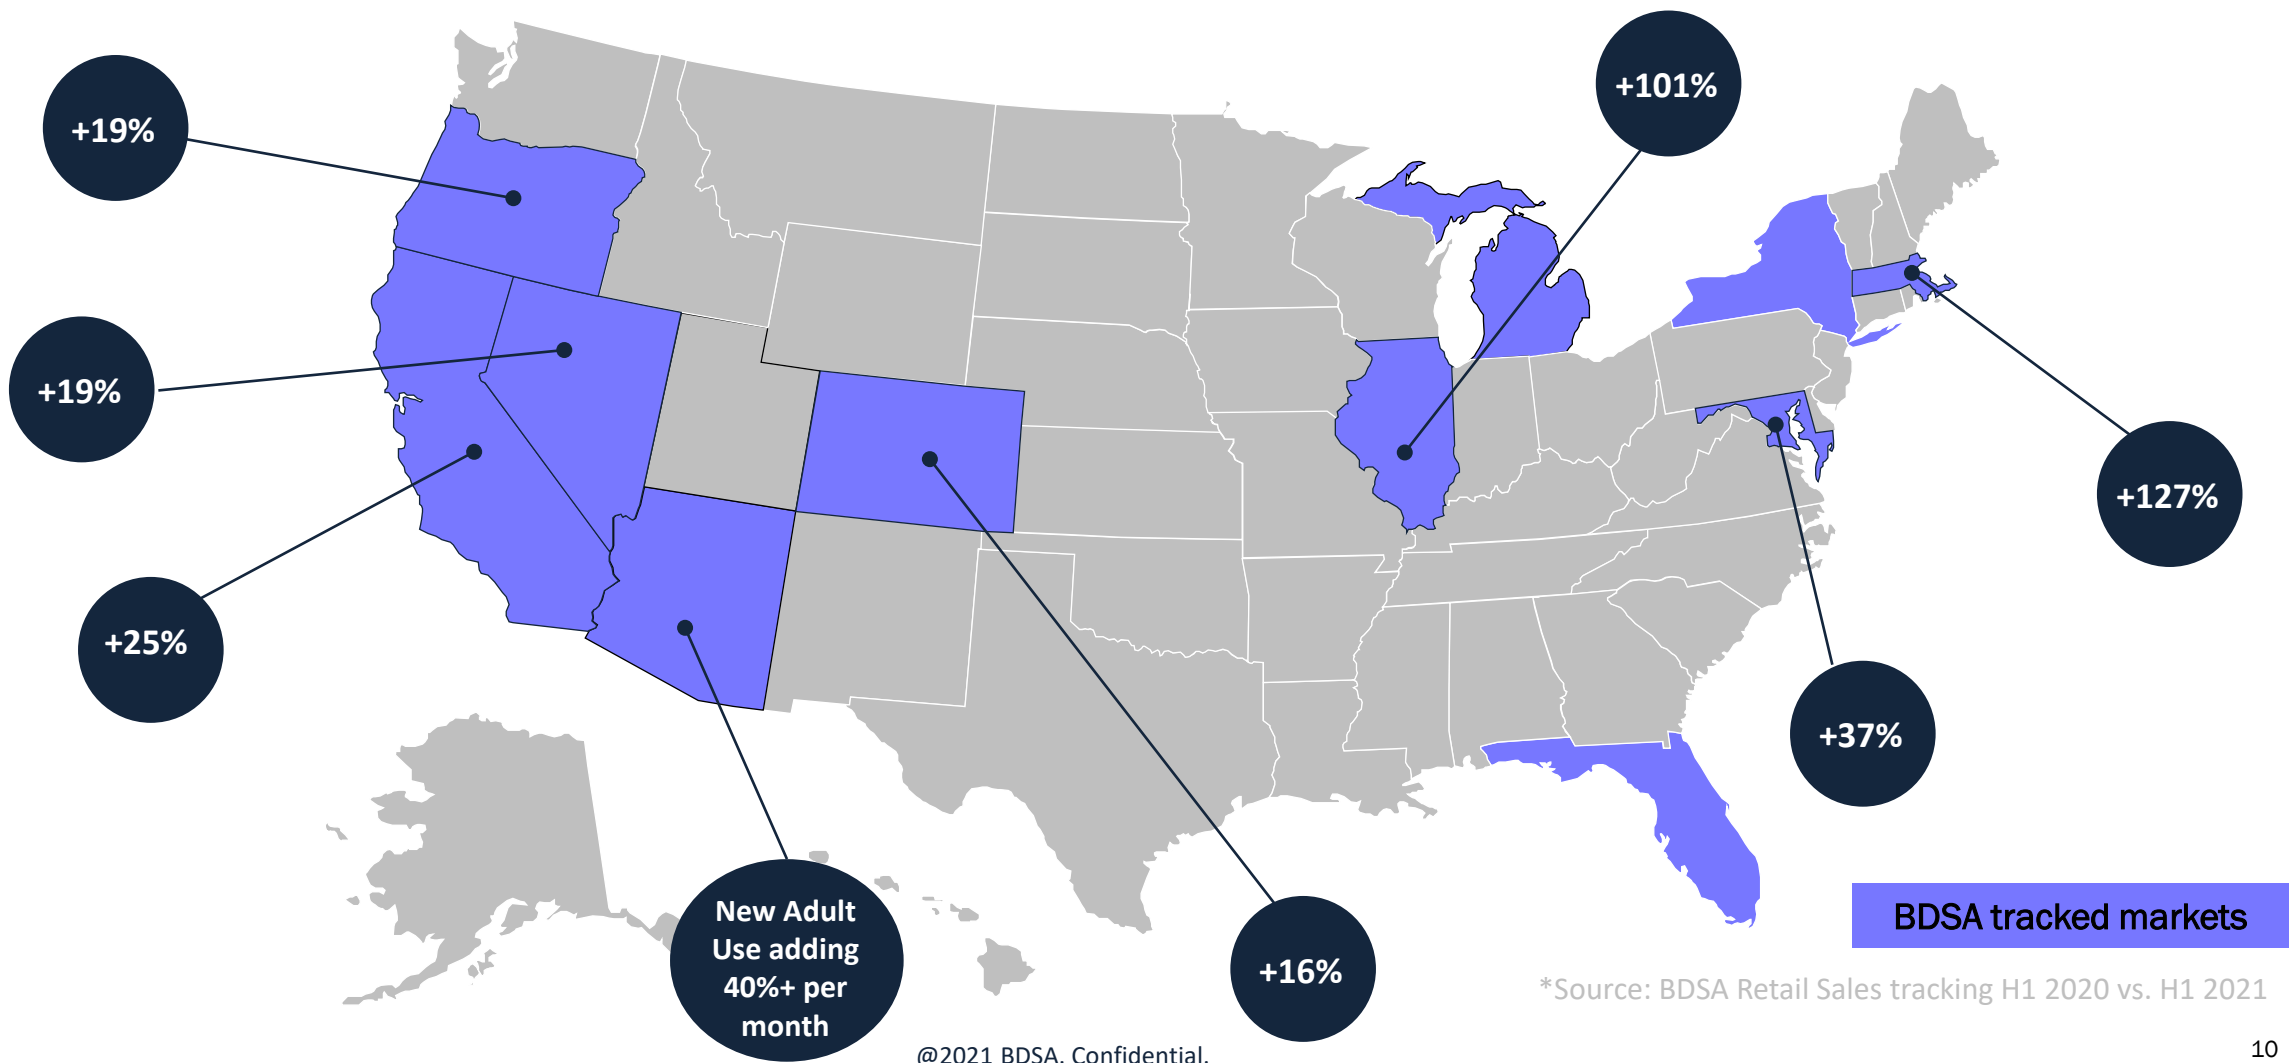 +101%
+19%
+19%
+127%
+25%
+37%
New Adult
Use adding
40%+ per
month
+16%
BDSA tracked markets
*Source: BDSA Retail Sales tracking H1 2020 vs. H1 2021
@2021 BDSA. Confidential.
10